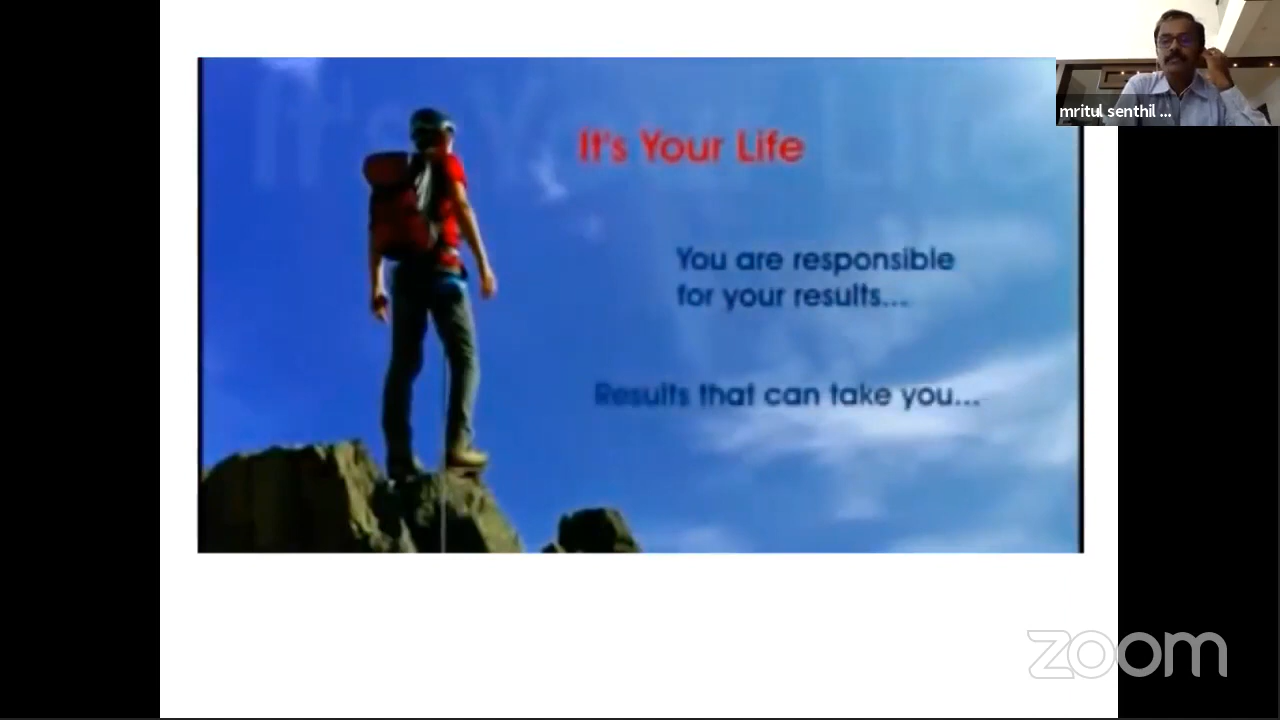 It's Your Life
You are responsible
for your results...
Results that can take you...
mritul senthil ...
zoom